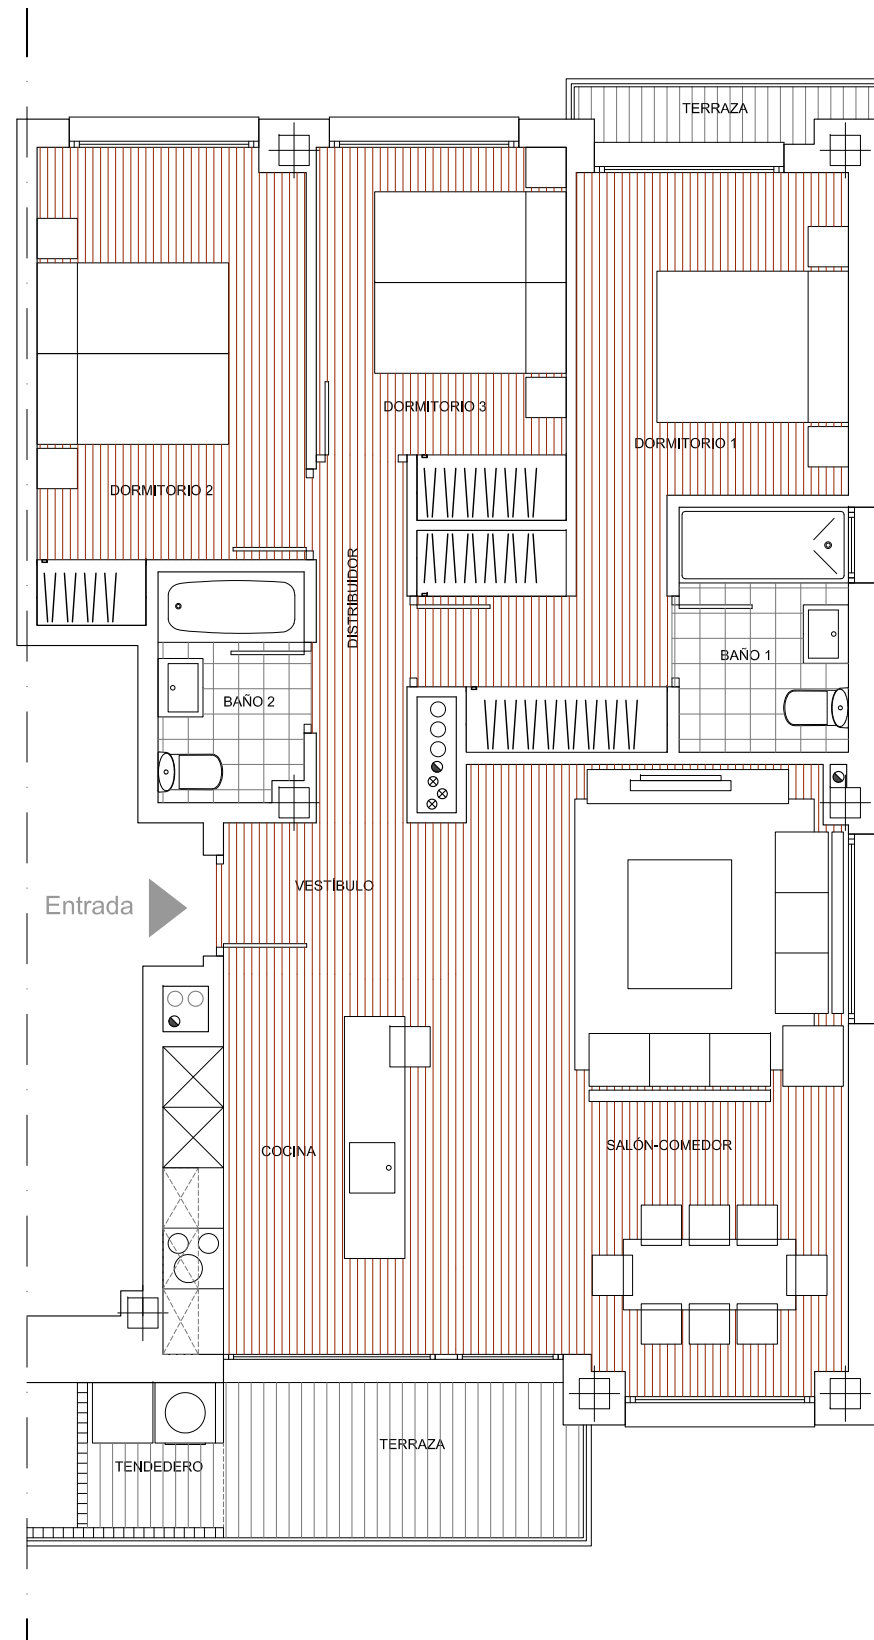 TERRAZA
DORMITORIO 3
DORMITORIO 1
DORMITORIO 2
DISTRIBUIDOR
BAÑO 1
BAÑO 2
VESTÍBULO
Entrada
COCINA
SALÓN-COMEDOR
TERRAZA
TENDEDERO